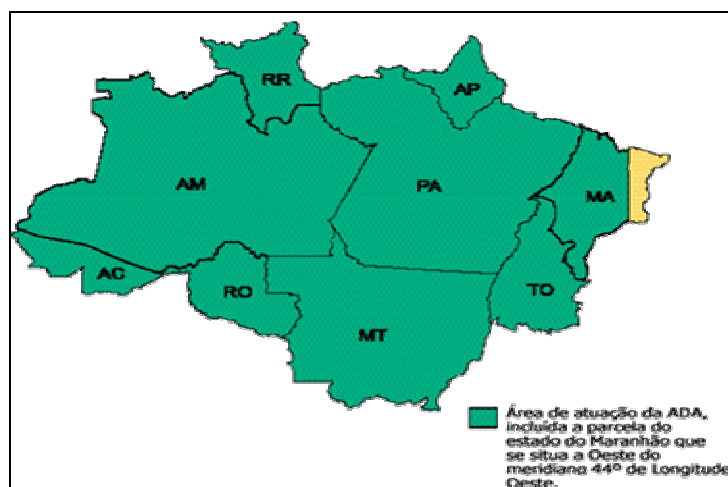 RR
AP
AM
PA
MA
AC
RO
TO
MT
Área de atuação da ADA,
incluída a parcela do
estado do Maranhão que
se situa a Oeste do
meridiano 44º de Longitude
Oeste.